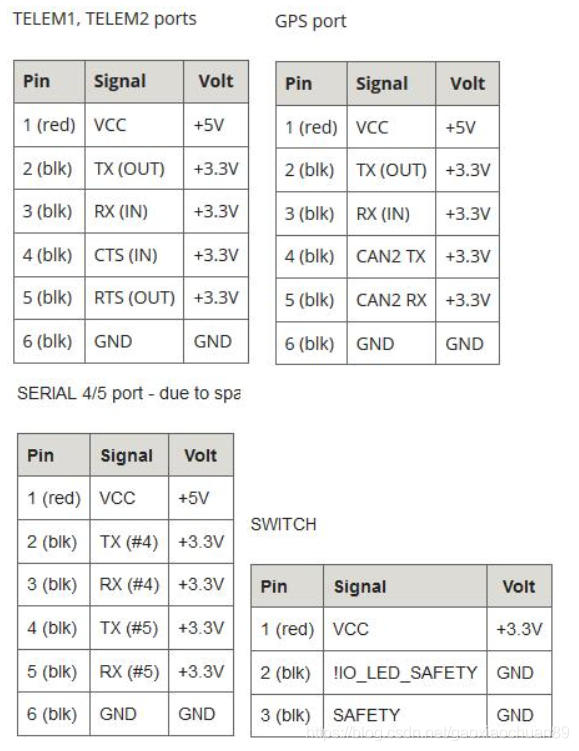 TELEM1, TELEM2 ports
Pin Signal Volt
1 (red) VCC +5V
2 (blk) TX (OUT) +3.3V
3 (blk) RX (IN) +3.3V
4 (blk) CTS (IN) +3.3V
5 (blk) RTS (OUT) +3.3V
6 (blk) GND GND
GPS port
Pin Signal Volt
1 (red) VCC +5V
2 (blk) TX (OUT) +3.3V
3 (blk) RX (IN) +3.3V
4 (blk) CAN2 TX +3.3V
5 (blk) CAN2 RX +3.3V
6 (blk) GND GND
SERIAL 4/5 port - due to spa
Pin Signal Volt
1 (red) VCC +5V
2 (blk) TX (#4) +3.3V
3 (blk) RX (#4) +3.3V
4 (blk) TX (#5) +3.3V
5 (blk) RX (#5) +3.3V
6 (blk) GND GND
SWITCH
Pin Signal Volt
1 (red) VCC +3.3V
2 (blk) !IO_LED_SAFETY GND
3 (blk) SAFETY GND
https://blog.csdn.net/gaoxiaochuan89